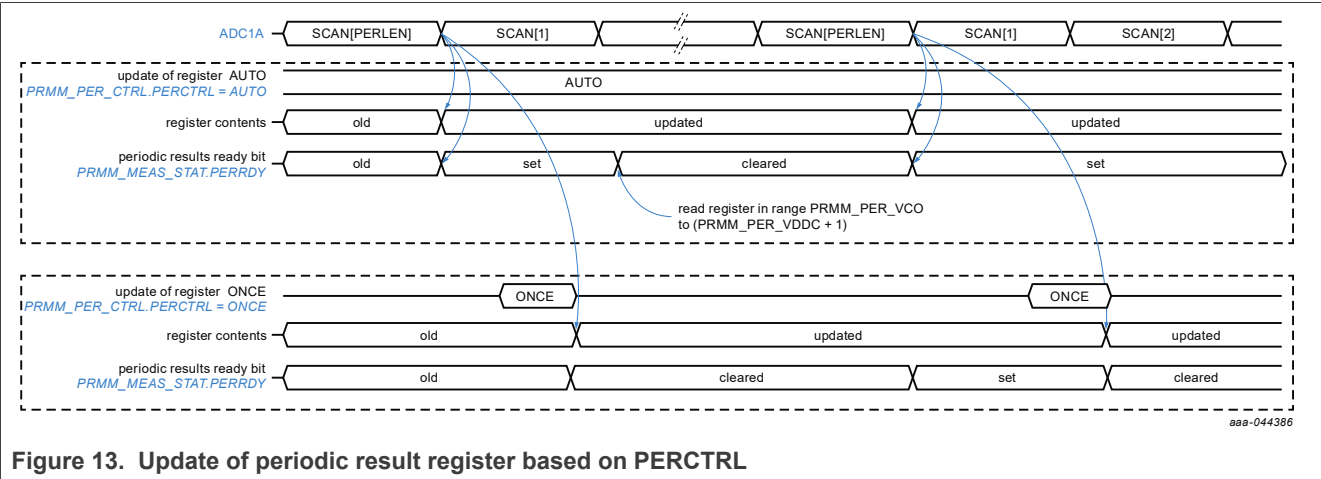 ADC1A SCAN[PERLEN] SCAN[1] SCAN[PERLEN] SCAN[1] SCAN[2]
update of register AUTO
PRMM_PER_CTRL.PERCTRL = AUTO
AUTO
register contents old updated updated
periodic results ready bit
PRMM_MEAS_STAT.PERRDY
old set cleared set
read register in range PRMM_PER_VCO
to (PRMM_PER_VDDC + 1)
update of register ONCE
PRMM_PER_CTRL.PERCTRL = ONCE
ONCE ONCE
register contents old updated updated
periodic results ready bit
PRMM_MEAS_STAT.PERRDY
old cleared set cleared
aaa-044386
Figure 13. Update of periodic result register based on PERCTRL